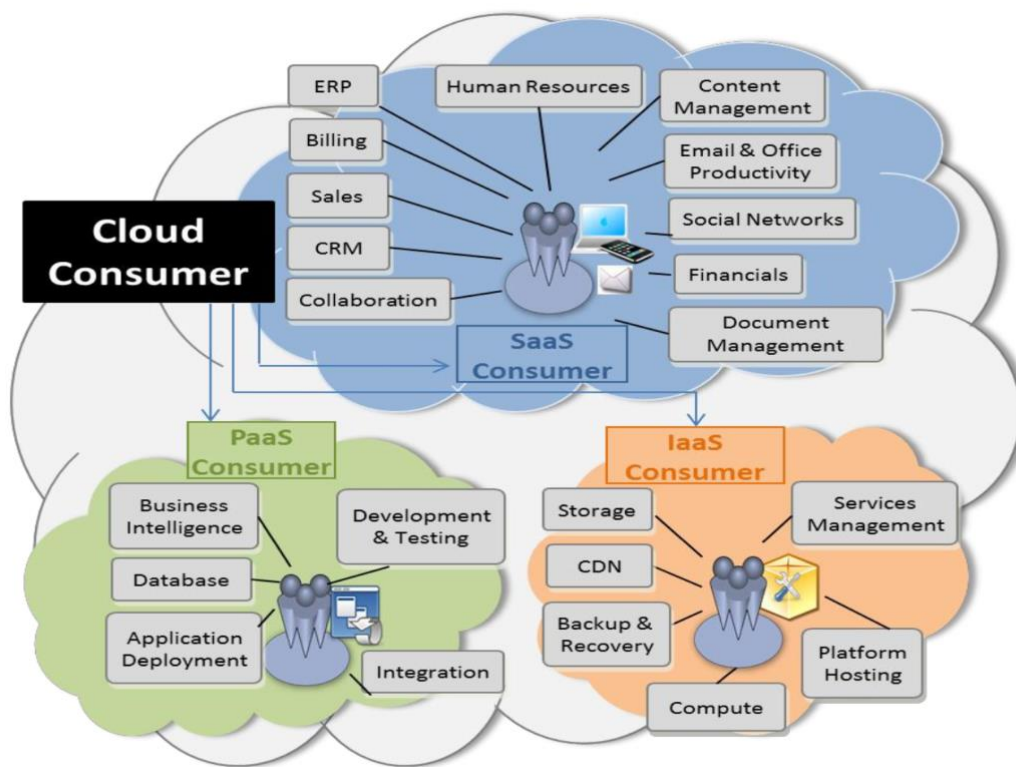 ERP
Human Resources
Content
Management
Billing
Email & Office
Productivity
Sales
Social Networks
Cloud
Consumer
CRM
Financials
Collaboration
Document
Management
SaaS
Consumer
PaaS
Consumer
IaaS
Consumer
Business
Intelligence
Development
& Testing
Database
Application
Deployment
Integration
Storage
Services
Management
CDN
Backup &
Recovery
Platform
Hosting
Compute